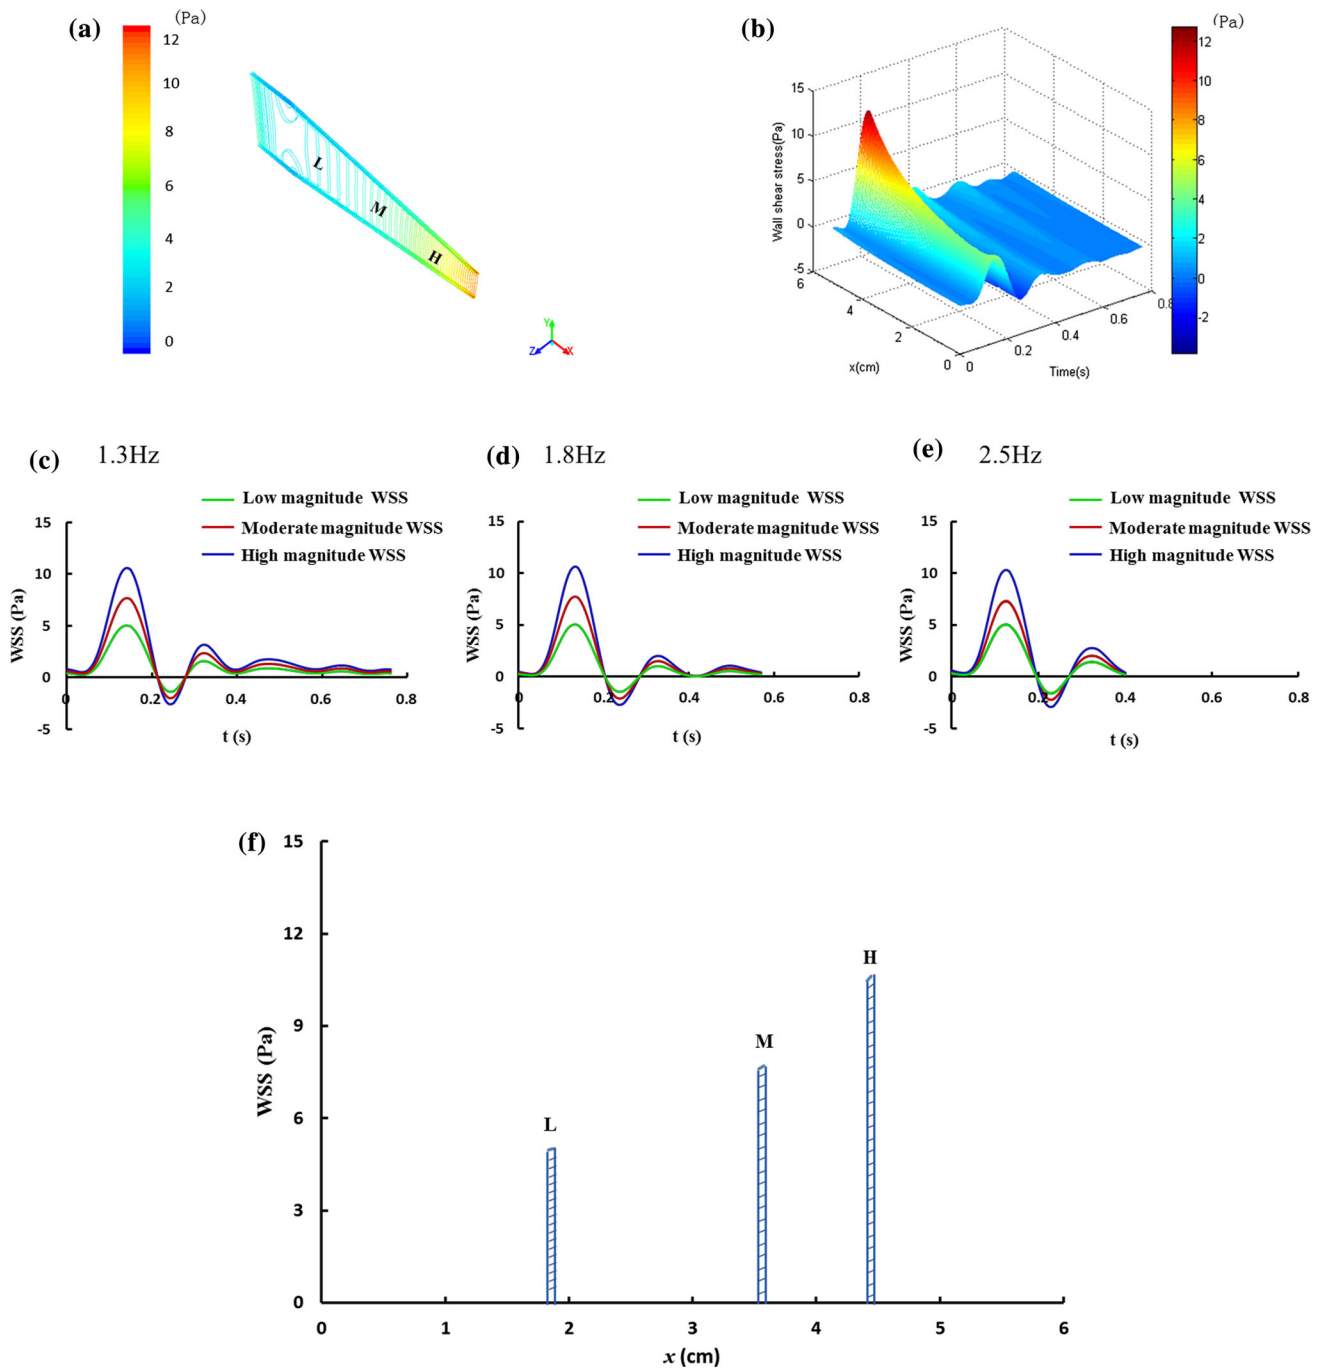 (a)
(Pa)
12
10
8
6
4
2
0
L
M
H
Y
Z
X
(b)
(Pa)
15
10
5
0
-5
Wall shear stress(Pa)
6
4
2
0
x(cm)
0
0.2
0.4
0.6
0.8
Time(s)
12
10
8
6
4
2
0
-2
(c)
1.3Hz
Low magnitude WSS
Moderate magnitude WSS
High magnitude WSS
15
10
5
0
-5
WSS (Pa)
0
0.2
0.4
0.6
0.8
t (s)
(d)
1.8Hz
Low magnitude WSS
Moderate magnitude WSS
High magnitude WSS
15
10
5
0
-5
WSS (Pa)
0
0.2
0.4
0.6
0.8
t (s)
(e)
2.5Hz
Low magnitude WSS
Moderate magnitude WSS
High magnitude WSS
15
10
5
0
-5
WSS (Pa)
0
0.2
0.4
0.6
0.8
t (s)
(f)
15
12
9
6
3
0
WSS (Pa)
L
M
H
0
1
2
3
4
5
6
x (cm)